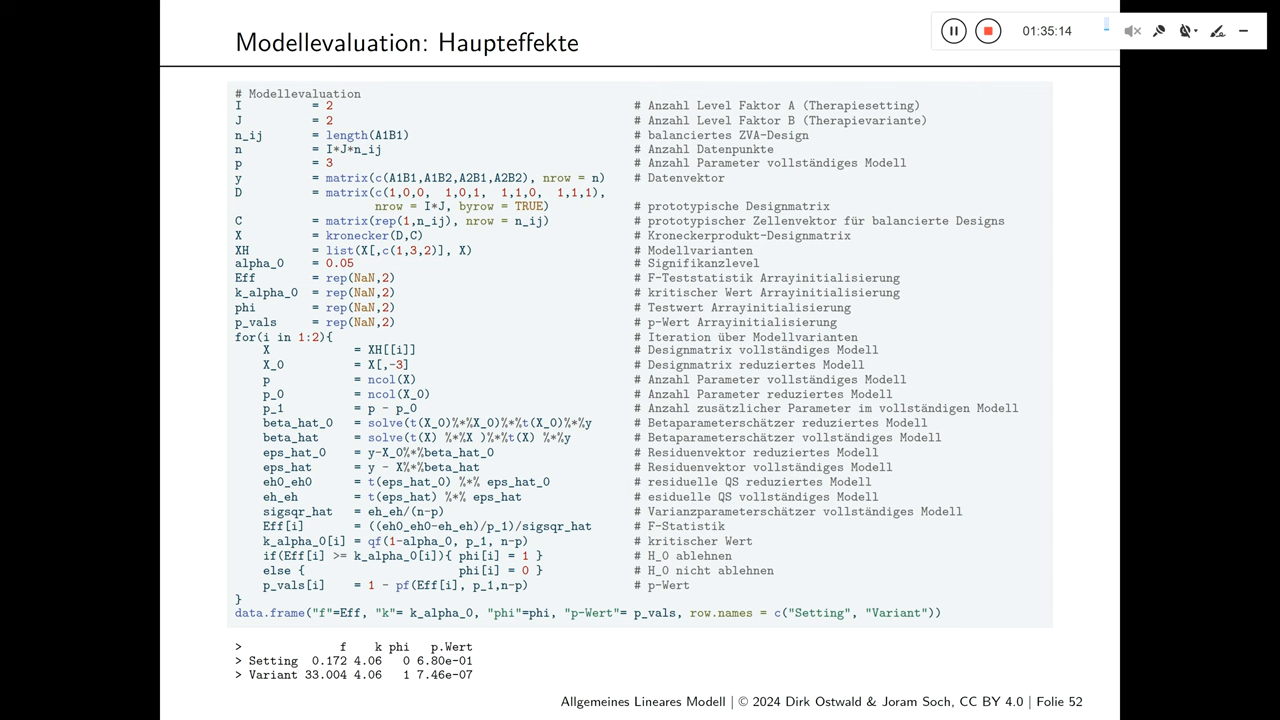 Modellevaluation: Haupteffekte
01:35:14
# Modellevaluation
I = 2 # Anzahl Level Faktor A (Therapiesetting)
J = 2 # Anzahl Level Faktor B (Therapievariante)
n_ij = length(A1B1) # balanciertes ZVA-Design
n = I*J*n_ij # Anzahl Datenpunkte
p = 3 # Anzahl Parameter vollständiges Modell
y = matrix(c(A1B1,A1B2,A2B1,A2B2), nrow = n) # Datenvektor
D = matrix(c(1,0,0, 1,0,1, 1,1,0, 1,1,1),
nrow = I*J, byrow = TRUE) # prototypische Designmatrix
C = matrix(rep(1,n_ij), nrow = n_ij) # prototypischer Zellenvektor für balancierte Designs
X = kronecker(D,C) # Kroneckerprodukt-Designmatrix
XH = list(X[,c(1,3,2)], X) # Modellvarianten
alpha_0 = 0.05 # Signifikanzlevel
Eff = rep(NaN,2) # F-Teststatistik Arrayinitialisierung
k_alpha_0 = rep(NaN,2) # kritischer Wert Arrayinitialisierung
phi = rep(NaN,2) # Testwert Arrayinitialisierung
p_vals = rep(NaN,2) # p-Wert Arrayinitialisierung
for(i in 1:2){ # Iteration über Modellvarianten
X = XH[[i]] # Designmatrix vollständiges Modell
X_0 = X[,-3] # Designmatrix reduziertes Modell
p = ncol(X) # Anzahl Parameter vollständiges Modell
p_0 = ncol(X_0) # Anzahl Parameter reduziertes Modell
p_1 = p - p_0 # Anzahl zusätzlicher Parameter im vollständigen Modell
beta_hat_0 = solve(t(X_0)%*%X_0)%*%t(X_0)%*%y # Betaparameterschätzer reduziertes Modell
beta_hat = solve(t(X) %*%X )%*%t(X) %*%y # Betaparameterschätzer vollständiges Modell
eps_hat_0 = y-X_0%*%beta_hat_0 # Residuenvektor reduziertes Modell
eps_hat = y - X%*%beta_hat # Residuenvektor vollständiges Modell
eh0_eh0 = t(eps_hat_0) %*% eps_hat_0 # residuelle QS reduziertes Modell
eh_eh = t(eps_hat) %*% eps_hat # esiduelle QS vollständiges Modell
sigsqr_hat = eh_eh/(n-p) # Varianzparameterschätzer vollständiges Modell
Eff[i] = ((eh0_eh0-eh_eh)/p_1)/sigsqr_hat # F-Statistik
k_alpha_0[i] = qf(1-alpha_0, p_1, n-p) # kritischer Wert
if(Eff[i] >= k_alpha_0[i]){ phi[i] = 1 } # H_0 ablehnen
else { phi[i] = 0 } # H_0 nicht ablehnen
p_vals[i] = 1 - pf(Eff[i], p_1,n-p) # p-Wert
}
data.frame("f"=Eff, "k"= k_alpha_0, "phi"=phi, "p-Wert"= p_vals, row.names = c("Setting", "Variant"))
> f k phi p.Wert
> Setting 0.172 4.06 0 6.80e-01
> Variant 33.004 4.06 1 7.46e-07
Allgemeines Lineares Modell | © 2024 Dirk Ostwald & Joram Soch, CC BY 4.0 | Folie 52